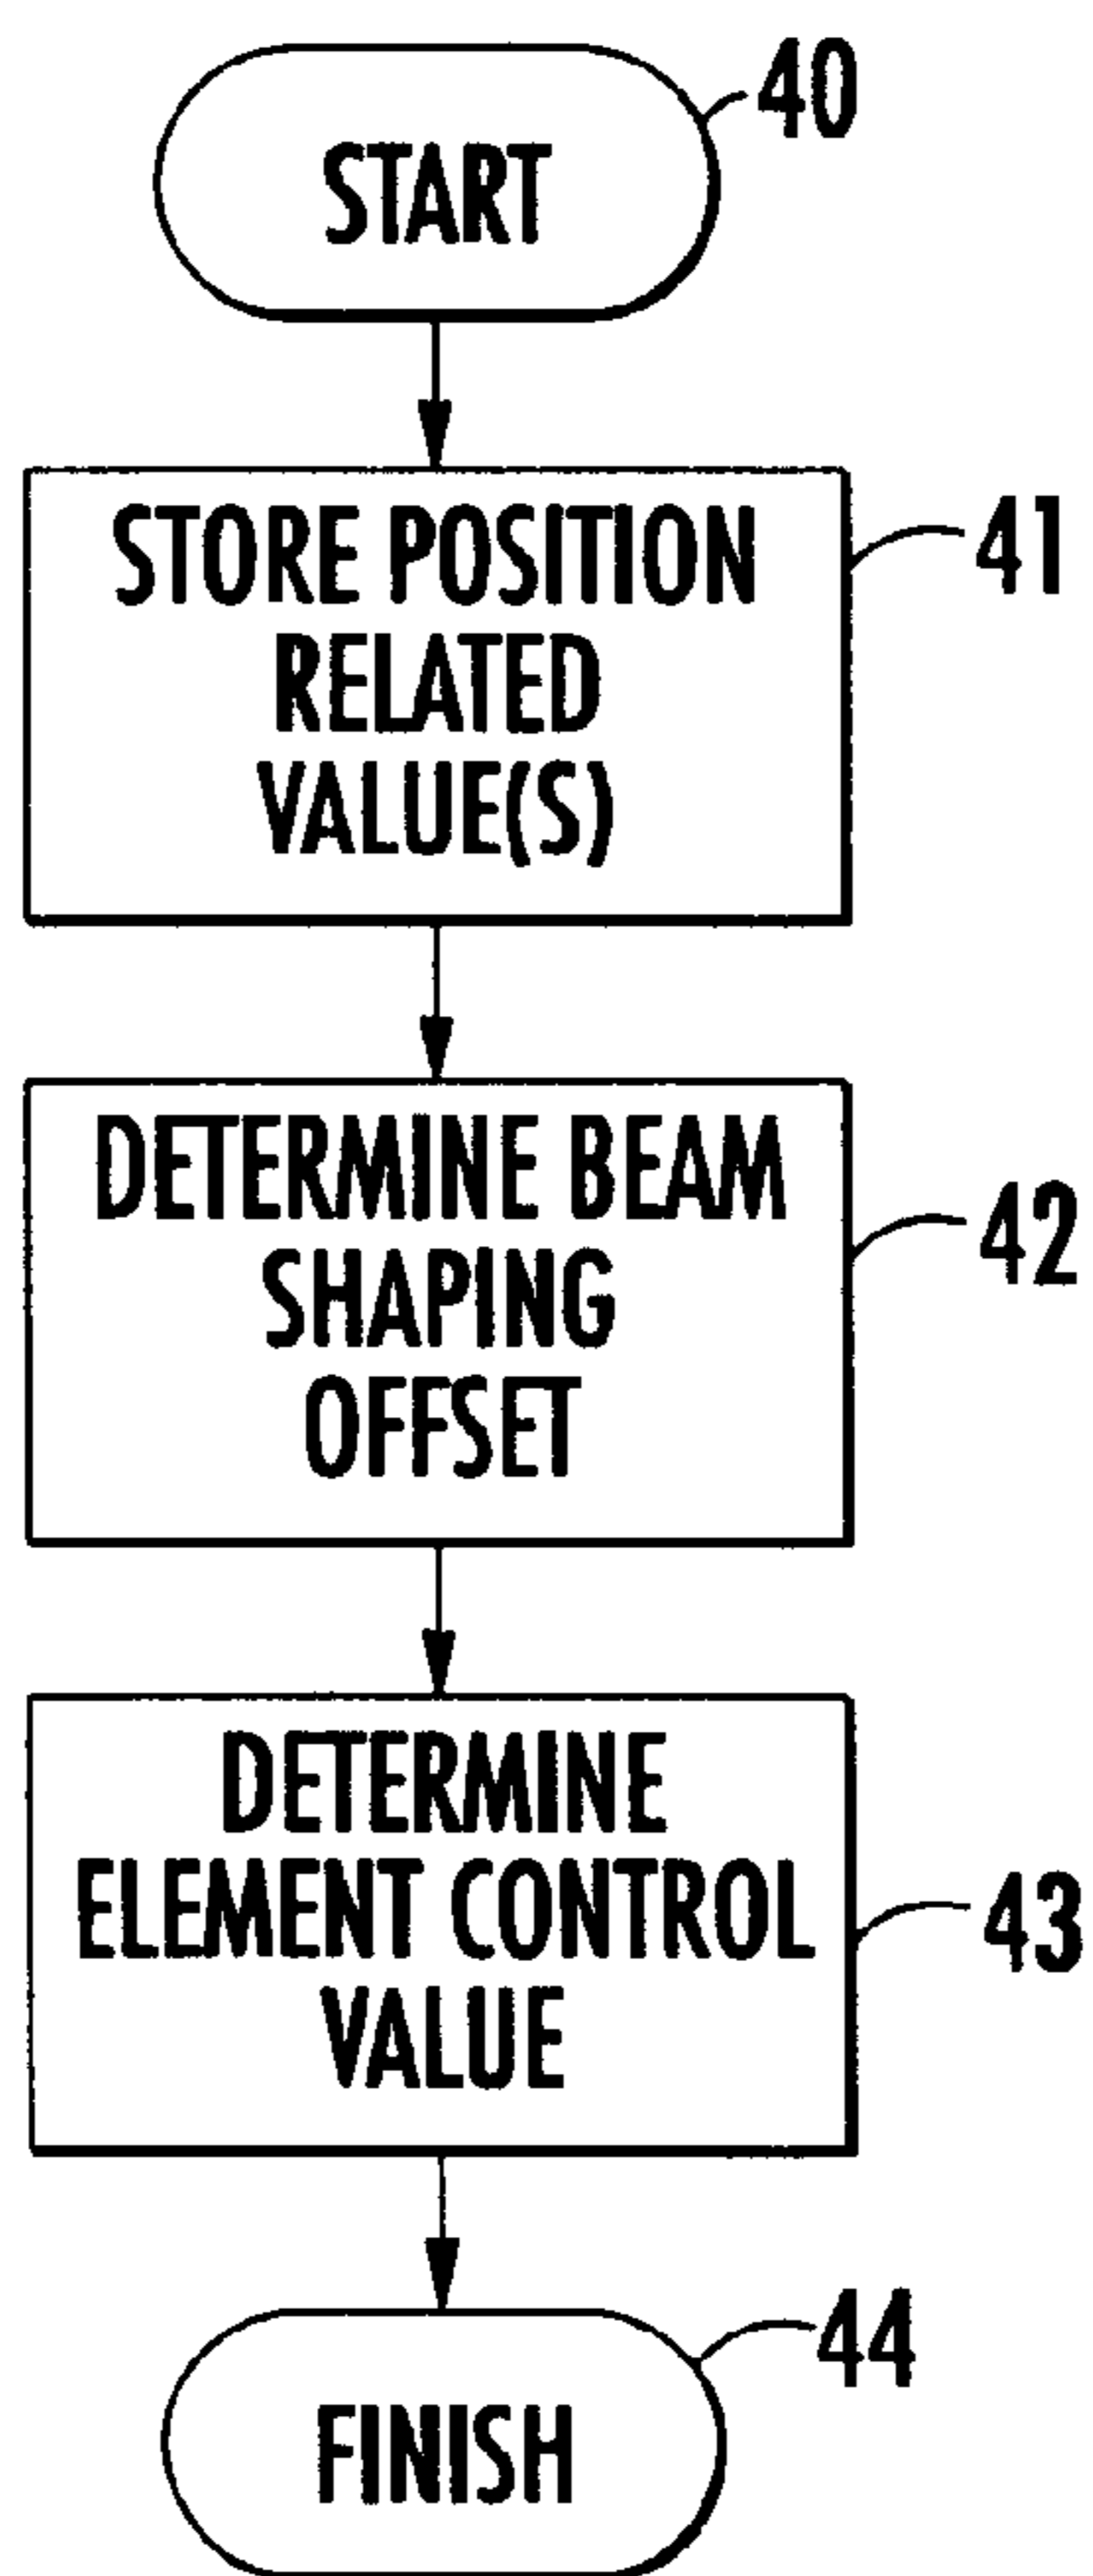 START
40
STORE POSITION
RELATED
VALUE(S)
41
DETERMINE BEAM
SHAPING
OFFSET
42
DETERMINE
ELEMENT CONTROL
VALUE
43
FINISH
44